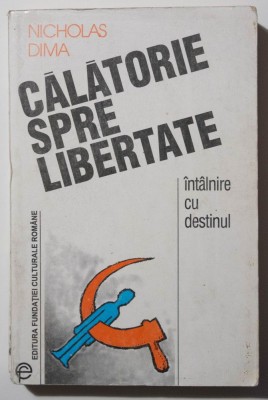 NICHOLAS
DIMA
CĂLĂTORIE
SPRE
LIBERTATE
întâlnire
cu
destinul
EDITURA FUNDAȚIEI CULTURALE ROMÂNE